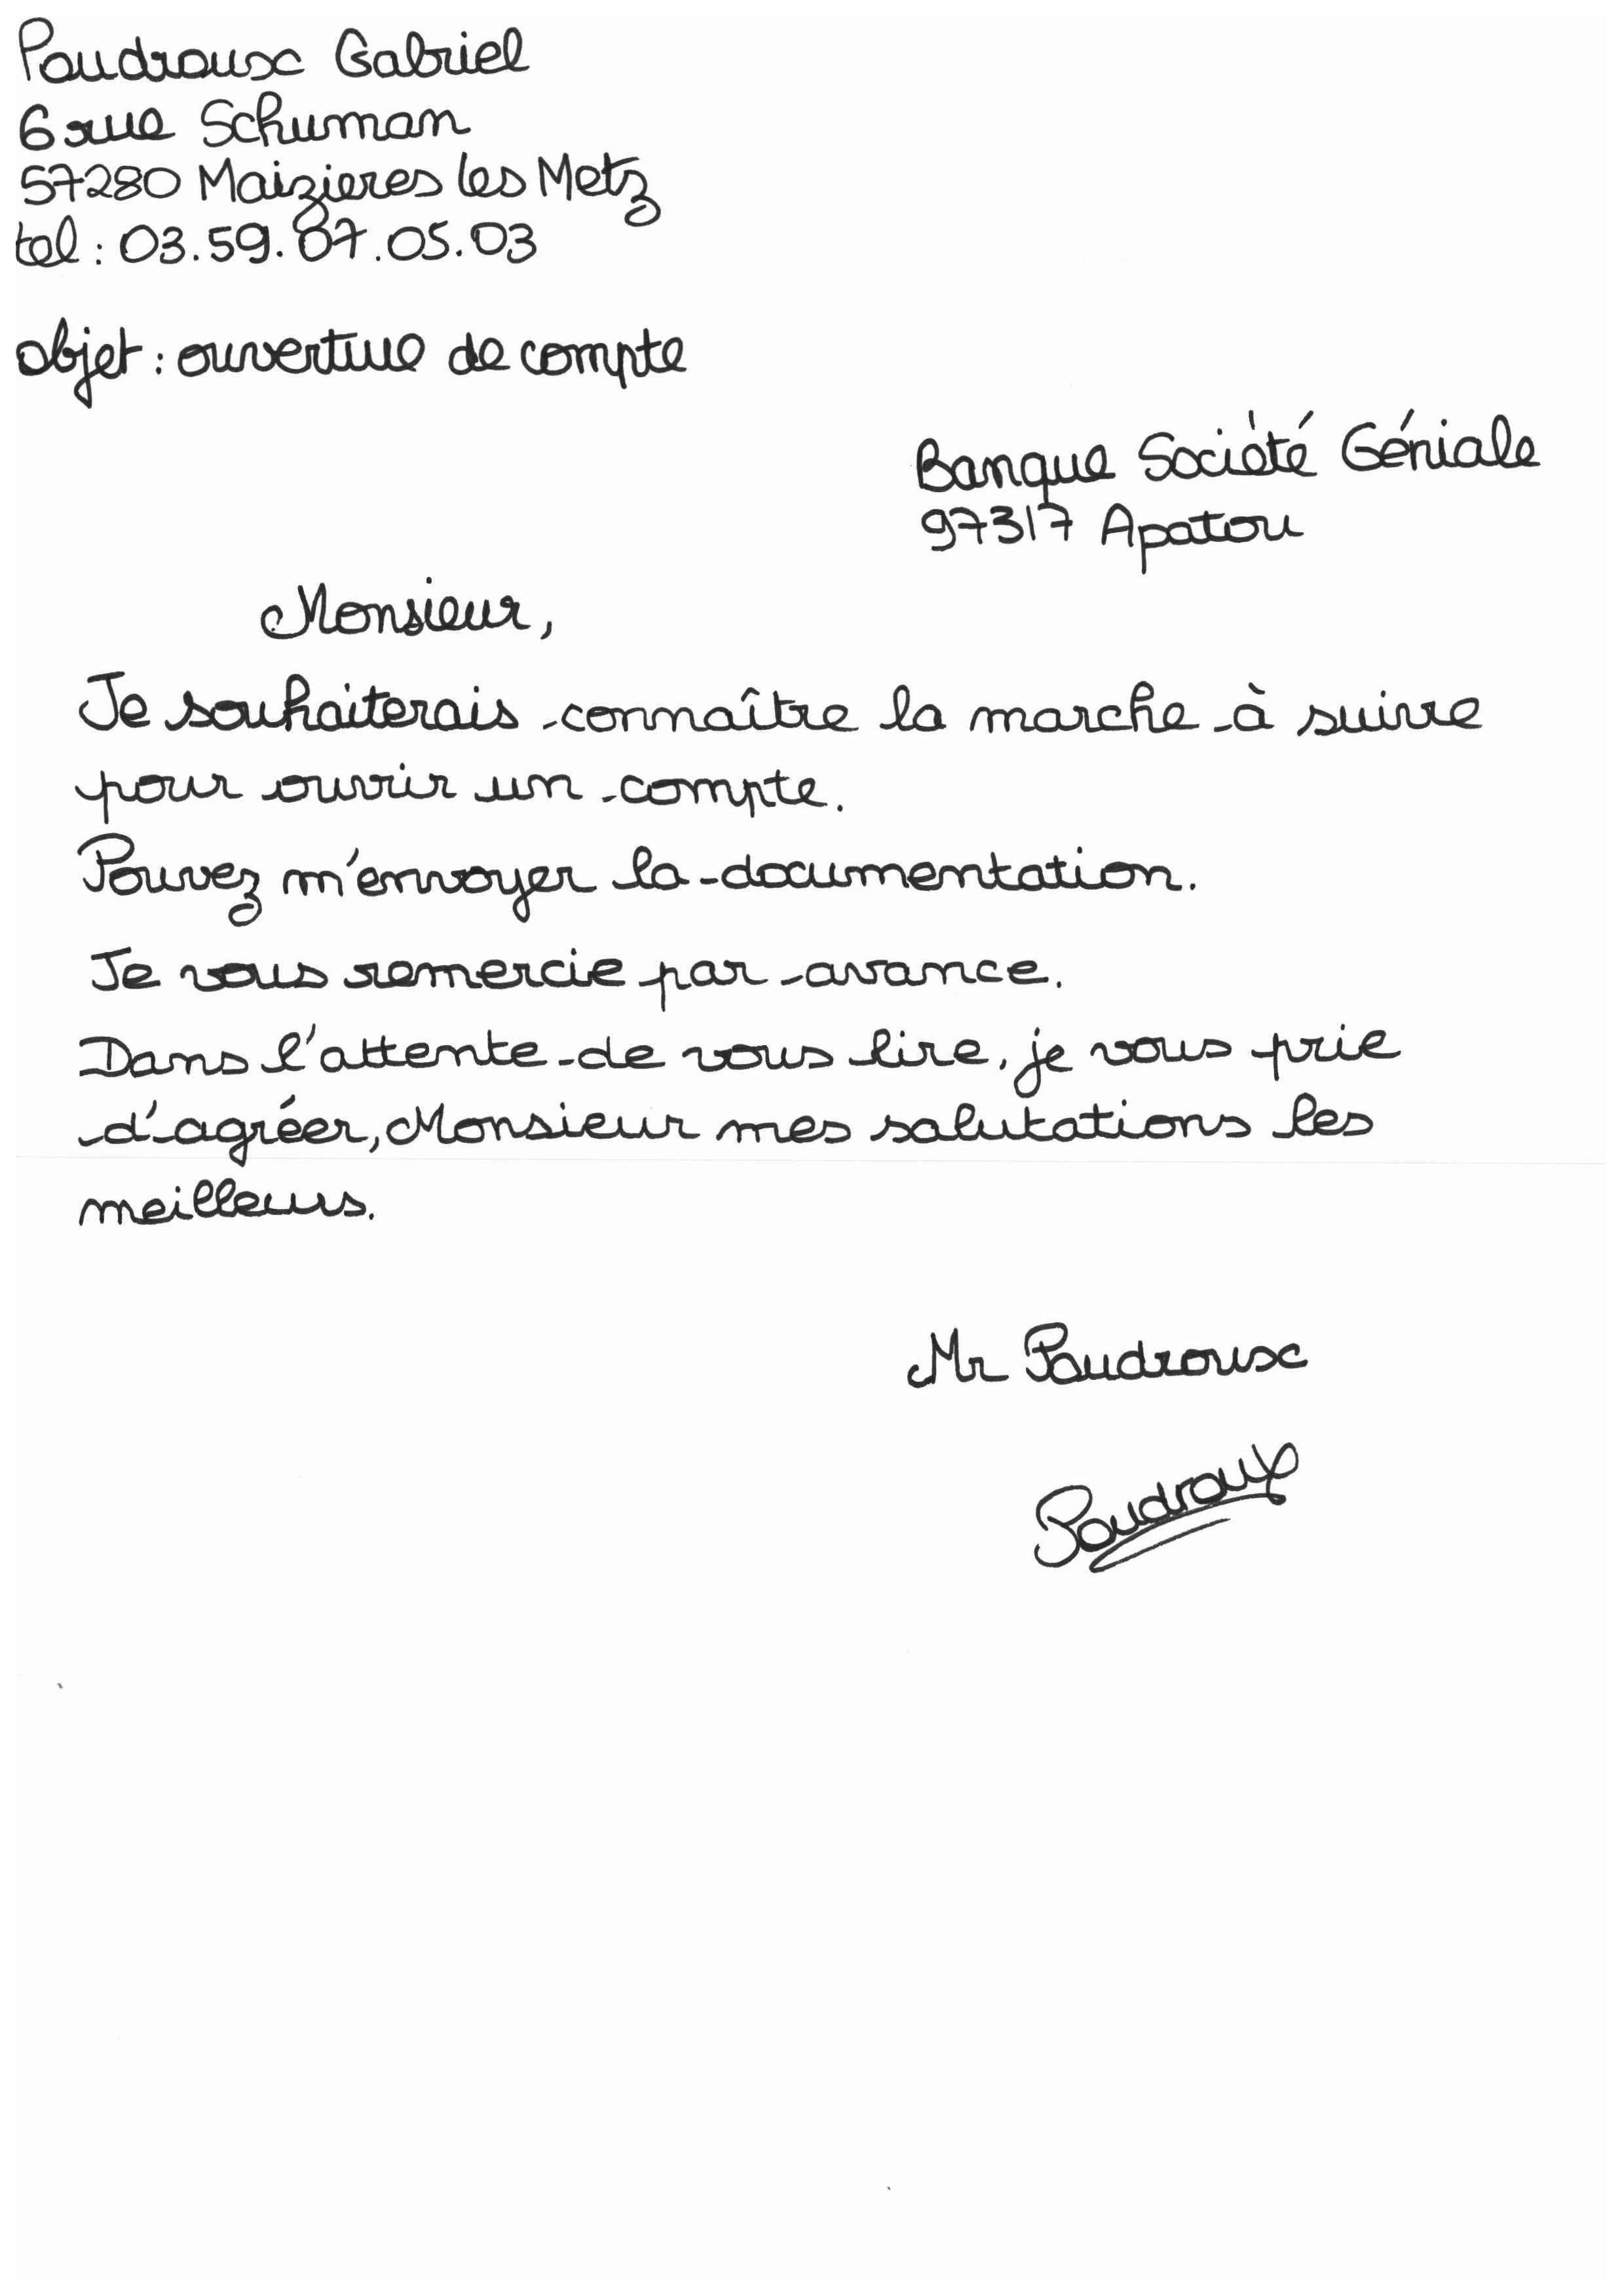 Poudroux Gabriel
6 rue Schuman
57280 Maizieres les Metz
tel : 03.59.87.05.03
objet : ouverture de compte
Banque Société Géniale
97317 Apatou
Monsieur,
Je souhaiterais connaître la marche à suivre
pour ouvrir un compte.
Pouvez m'envoyer la documentation.
Je vous remercie par avance.
Dans l'attente de vous lire, je vous prie
d'agréer, Monsieur mes salutations les
meilleurs.
Mr Poudroux
Poudroux